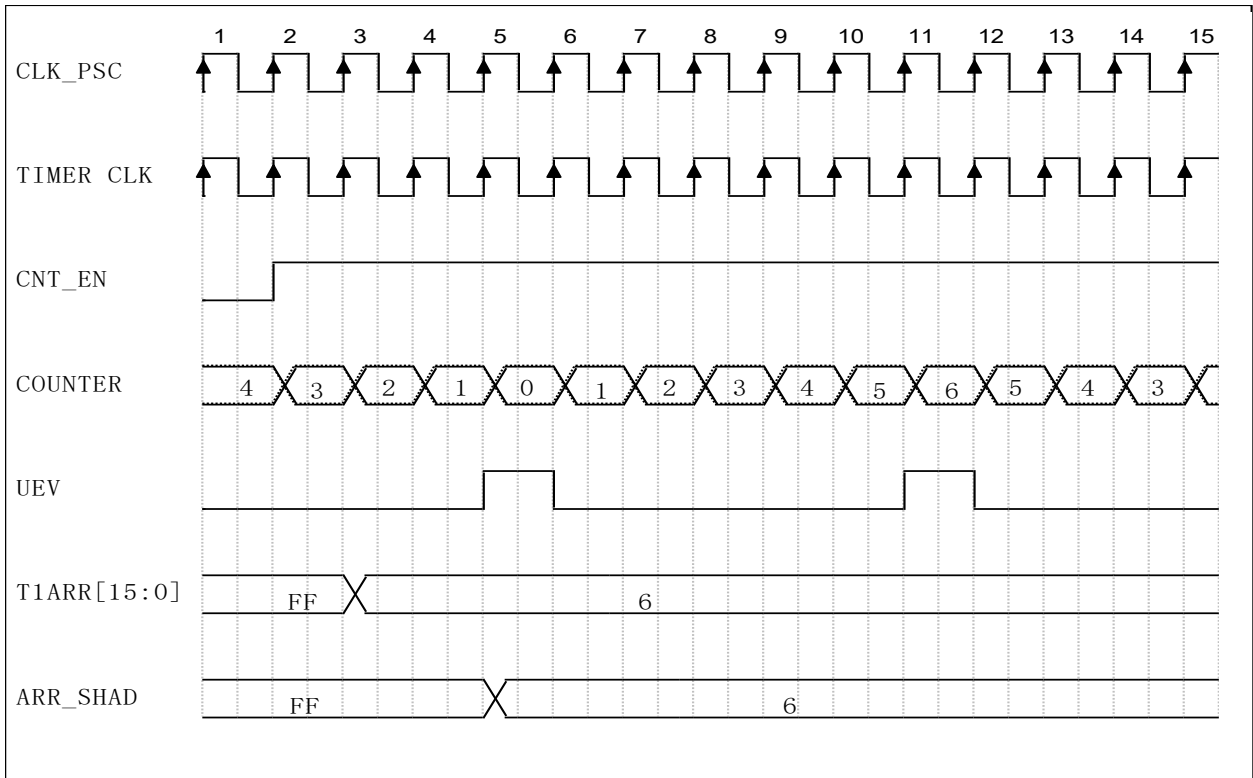 1 2 3 4 5 6 7 8 9 10 11 12 13 14 15
CLK_PSC
TIMER CLK
CNT_EN
COUNTER 4 3 2 1 0 1 2 3 4 5 6 5 4 3
UEV
T1ARR[15:0] FF 6
ARR_SHAD FF 6